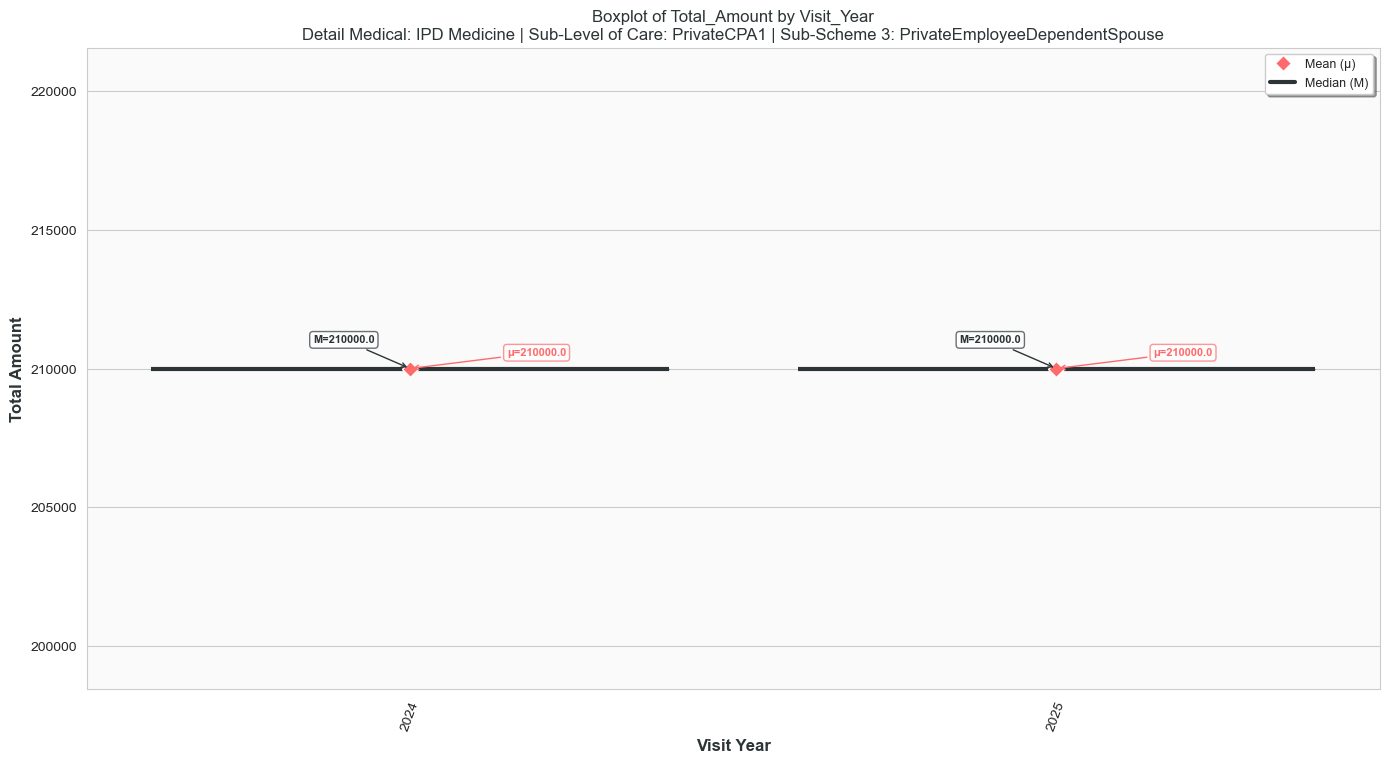 Boxplot of Total_Amount by Visit_Year
Detail Medical: IPD Medicine | Sub-Level of Care: PrivateCPA1 | Sub-Scheme 3: PrivateEmployeeDependentSpouse
Mean (μ)
Median (M)
220000
215000
210000
205000
200000
Total Amount
M=210000.0
μ=210000.0
M=210000.0
μ=210000.0
2024
2025
Visit Year